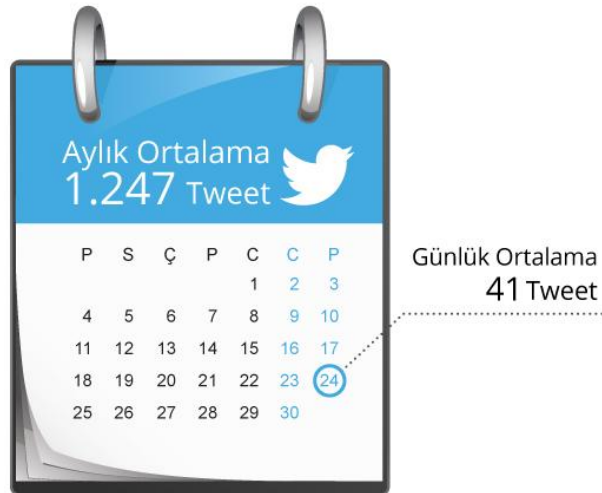 Aylık Ortalama
1.247 Tweet
P S Ç P C C P
1 2 3
4 5 6 7 8 9 10
11 12 13 14 15 16 17
18 19 20 21 22 23 24
25 26 27 28 29 30
Günlük Ortalama
41 Tweet